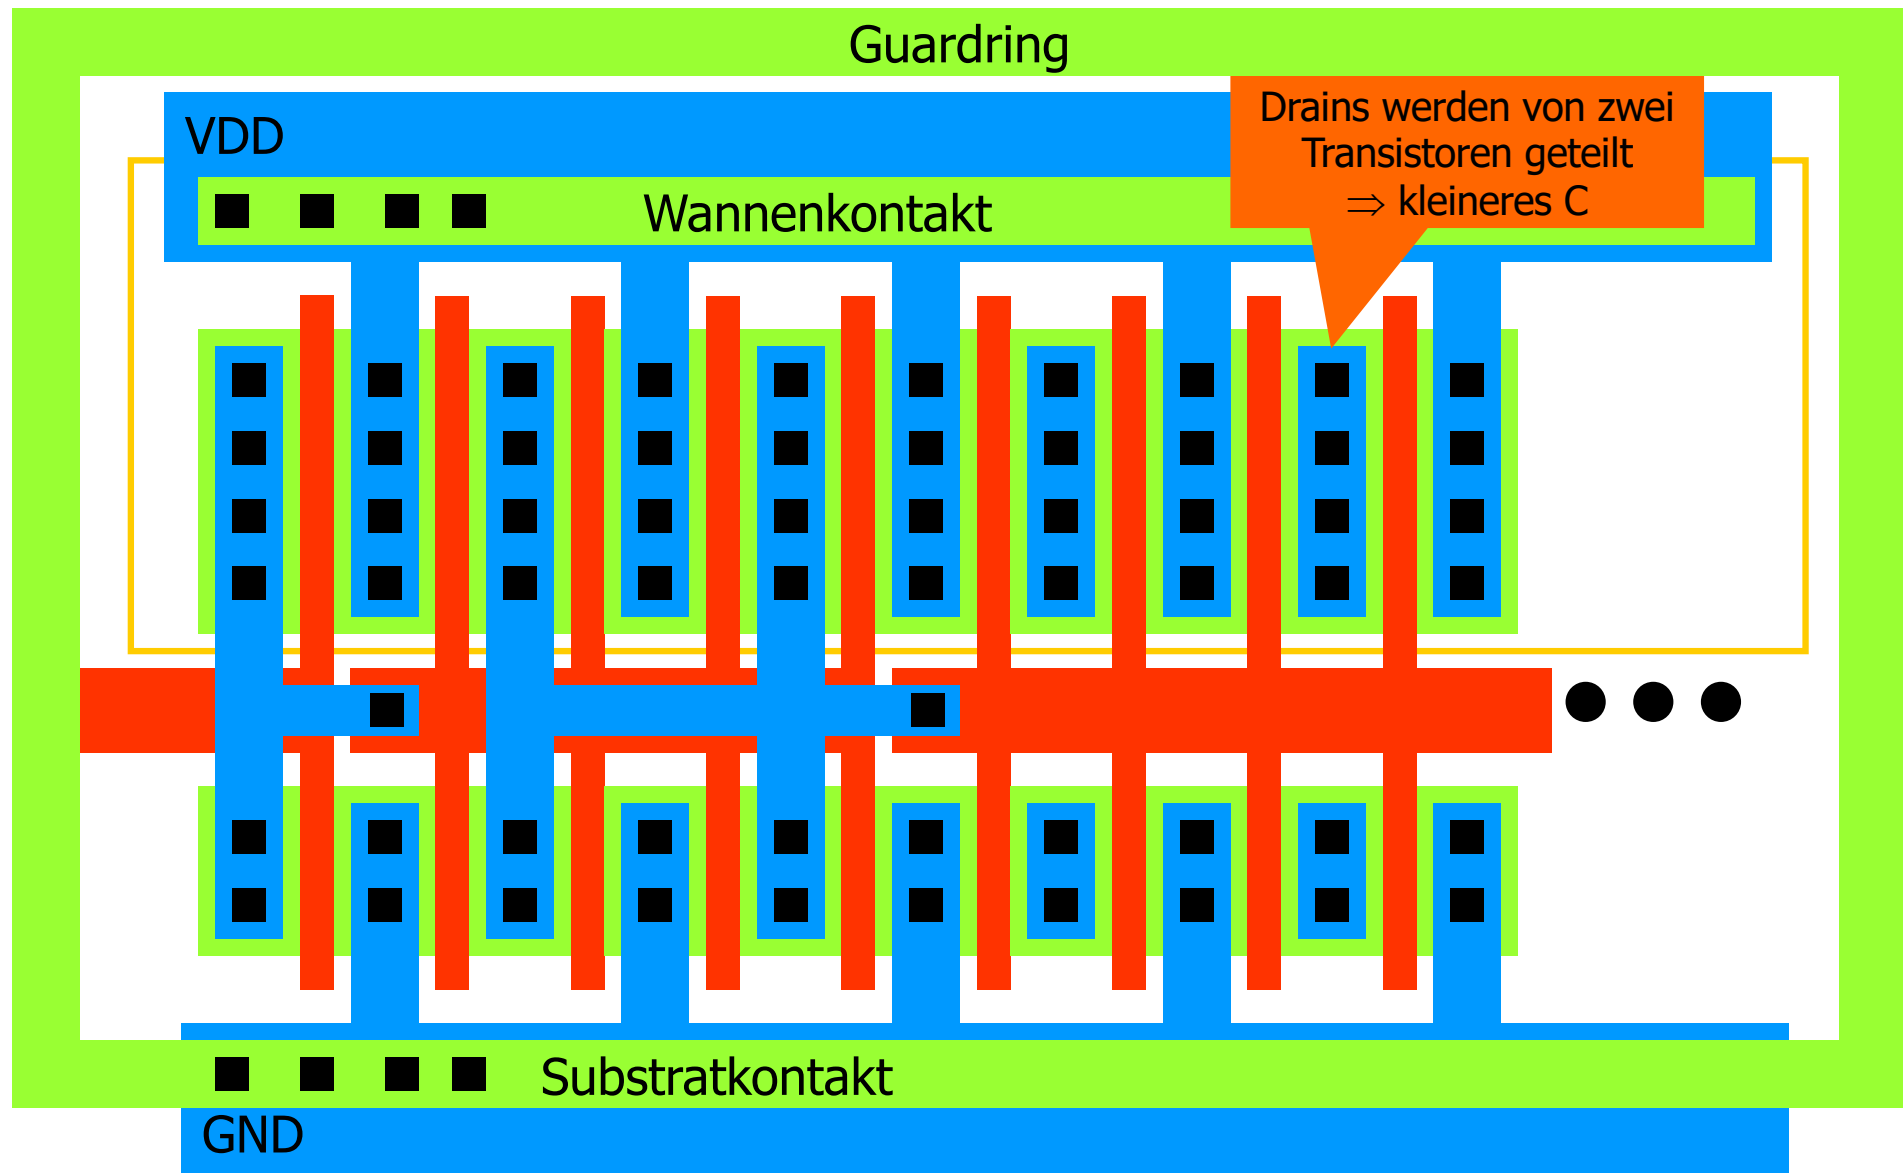 Guardring
VDD
Drains werden von zwei
Transistoren geteilt
⇒ kleineres C
Wannenkontakt
Substratkontakt
GND